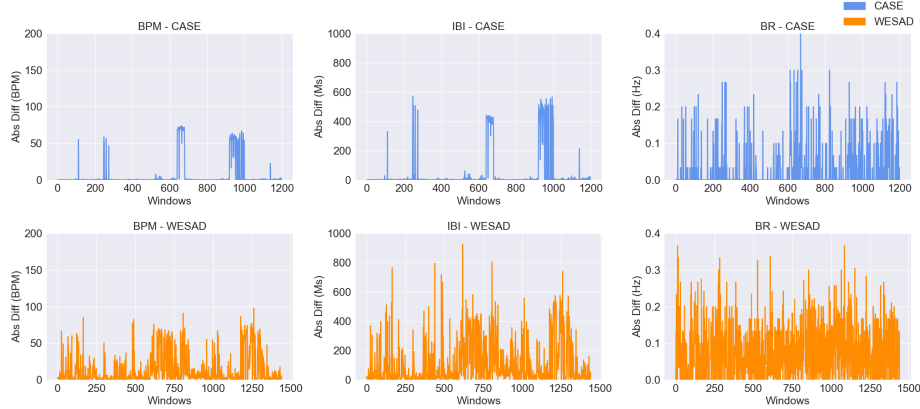 CASE
WESAD
BPM - CASE
IBI - CASE
BR - CASE
Abs Diff (BPM)
200
150
100
50
0
0 200 400 600 800 1000 1200
Windows
Abs Diff (Ms)
1000
800
600
400
200
0
0 200 400 600 800 1000 1200
Windows
Abs Diff (Hz)
0.4
0.3
0.2
0.1
0.0
0 200 400 600 800 1000 1200
Windows
BPM - WESAD
IBI - WESAD
BR - WESAD
Abs Diff (BPM)
200
150
100
50
0
0 250 500 750 1000 1250 1500
Windows
Abs Diff (Ms)
1000
800
600
400
200
0
0 250 500 750 1000 1250 1500
Windows
Abs Diff (Hz)
0.4
0.3
0.2
0.1
0.0
0 250 500 750 1000 1250 1500
Windows